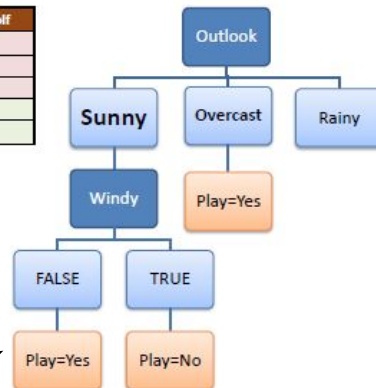 Outlook
Sunny
Overcast
Rainy
Windy
Play=Yes
FALSE
TRUE
Play=Yes
Play=No